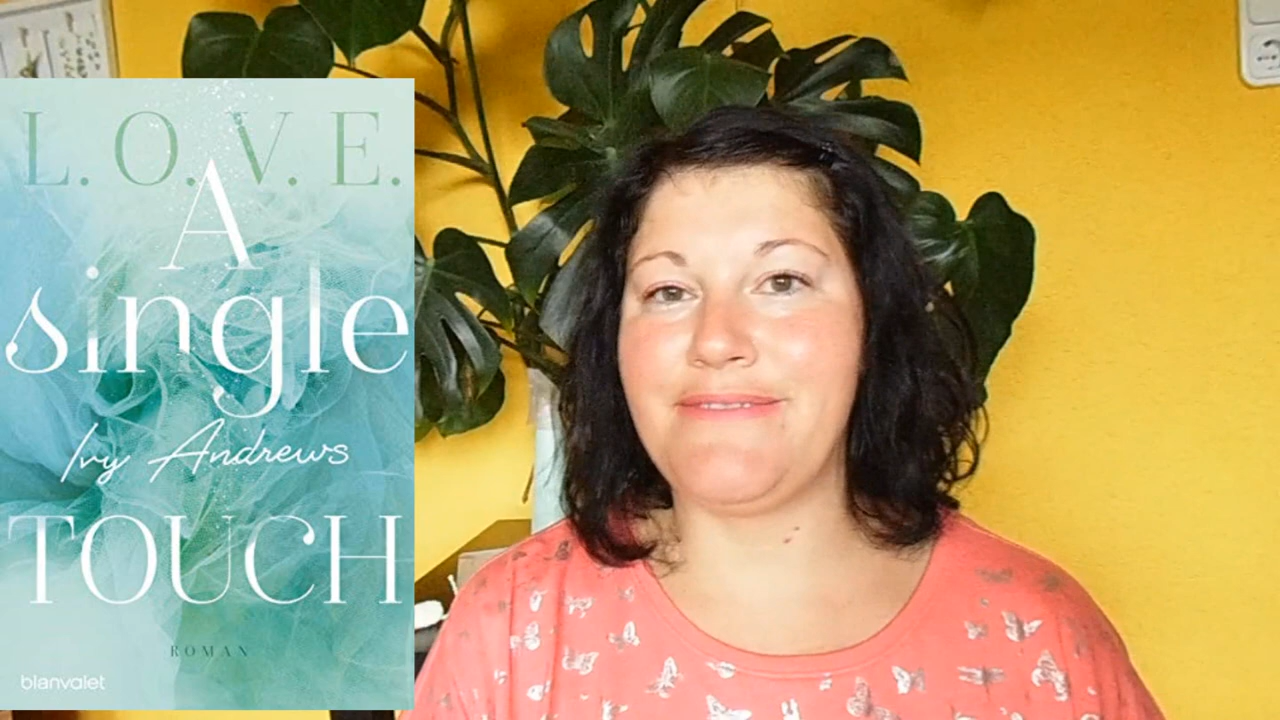 L. O. V. E.
A
single
Ivy Andrews
TOUCH
ROMAN
blanvalet